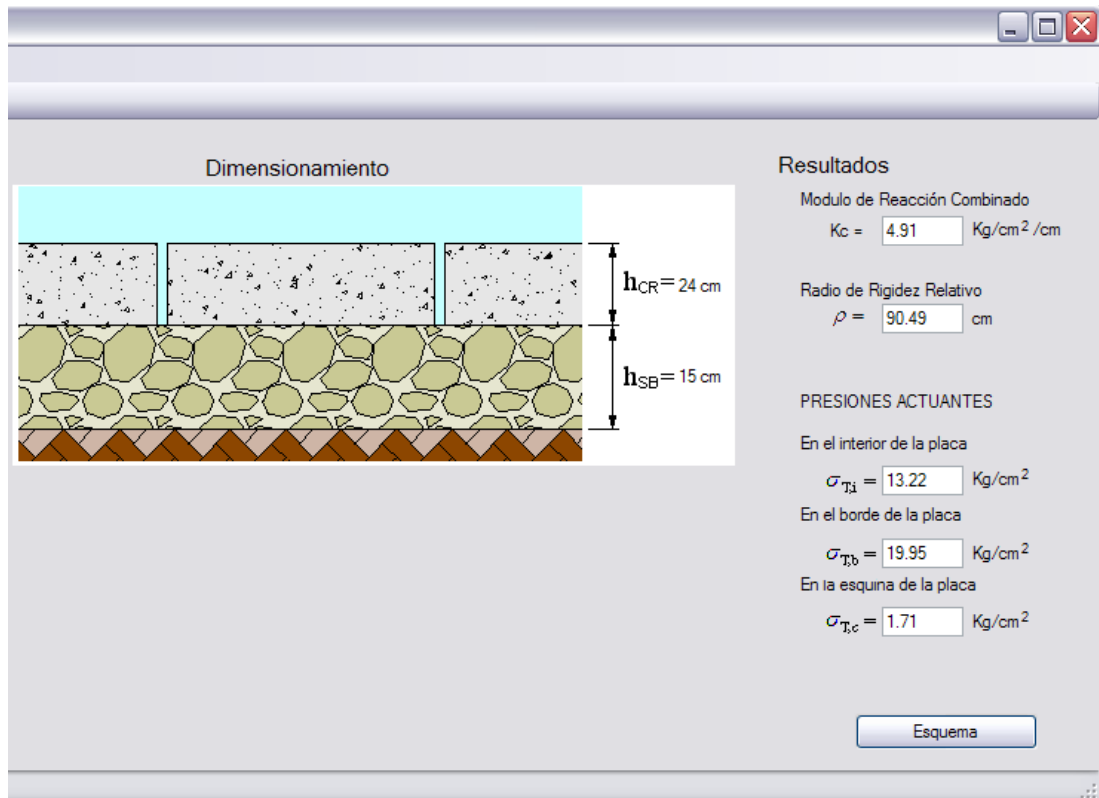 Dimensionamiento
hCR= 24 cm
hSB= 15 cm
Resultados
Modulo de Reacción Combinado
Kc = 4.91 Kg/cm2 /cm
Radio de Rigidez Relativo
ρ = 90.49 cm
PRESIONES ACTUANTES
En el interior de la placa
σT,i = 13.22 Kg/cm2
En el borde de la placa
σT,b = 19.95 Kg/cm2
En la esquina de la placa
σT,c = 1.71 Kg/cm2
Esquema